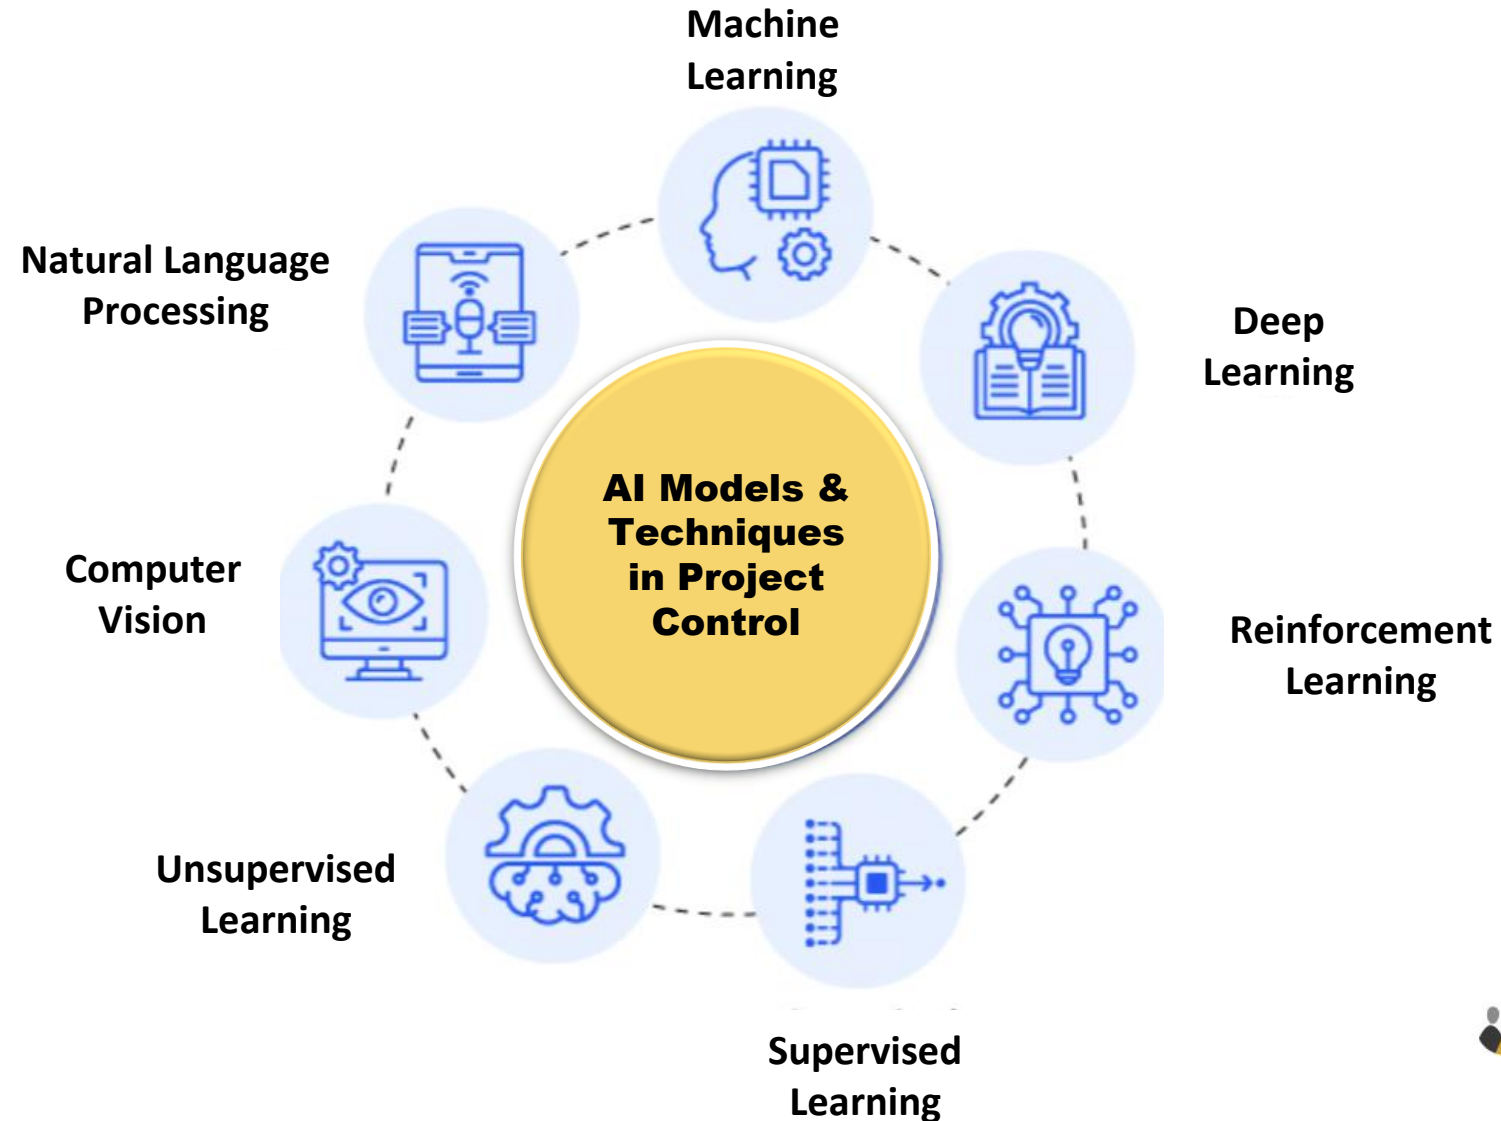 Machine
Learning
Natural Language
Processing
Deep
Learning
AI Models &
Techniques
in Project
Control
Computer
Vision
Reinforcement
Learning
Unsupervised
Learning
Supervised
Learning